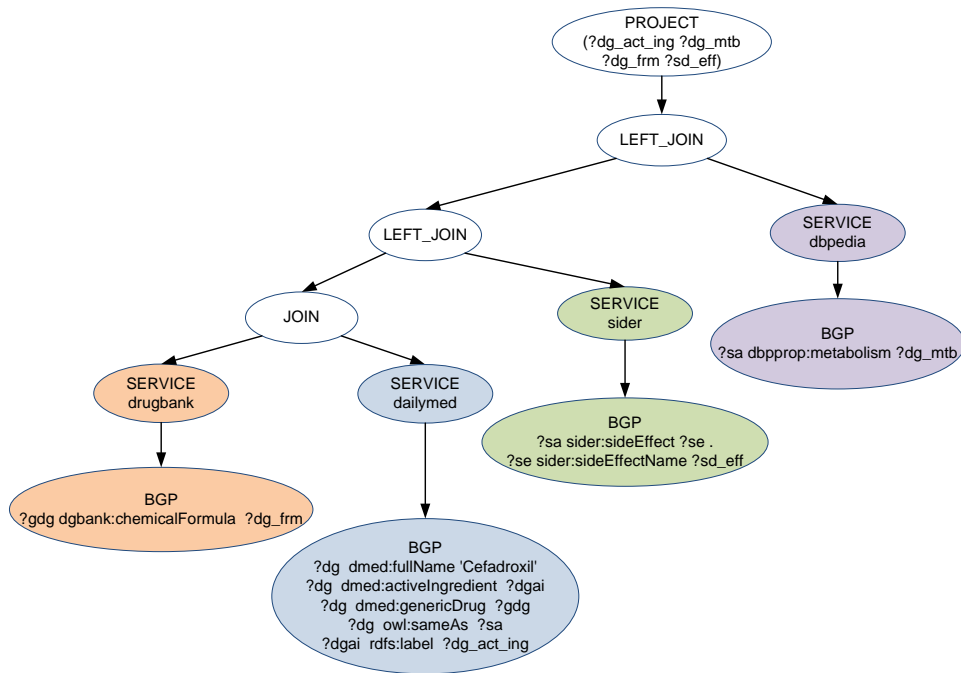 PROJECT
(?dg_act_ing ?dg_mtb
?dg_frm ?sd_eff)
LEFT_JOIN
LEFT_JOIN
SERVICE
dbpedia
JOIN
SERVICE
sider
BGP
?sa dbpprop:metabolism ?dg_mtb
SERVICE
drugbank
SERVICE
dailymed
BGP
?sa sider:sideEffect ?se .
?se sider:sideEffectName ?sd_eff
BGP
?gdg dgbank:chemicalFormula ?dg_frm
BGP
?dg dmed:fullName 'Cefadroxil'
?dg dmed:activeIngredient ?dgai
?dg dmed:genericDrug ?gdg
?dg owl:sameAs ?sa
?dgai rdfs:label ?dg_act_ing